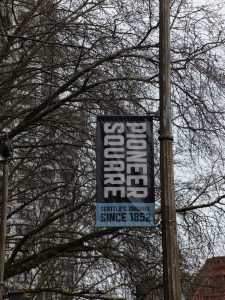 PIONEER
SQUARE
SEATTLE'S ORIGINAL
SINCE 1852